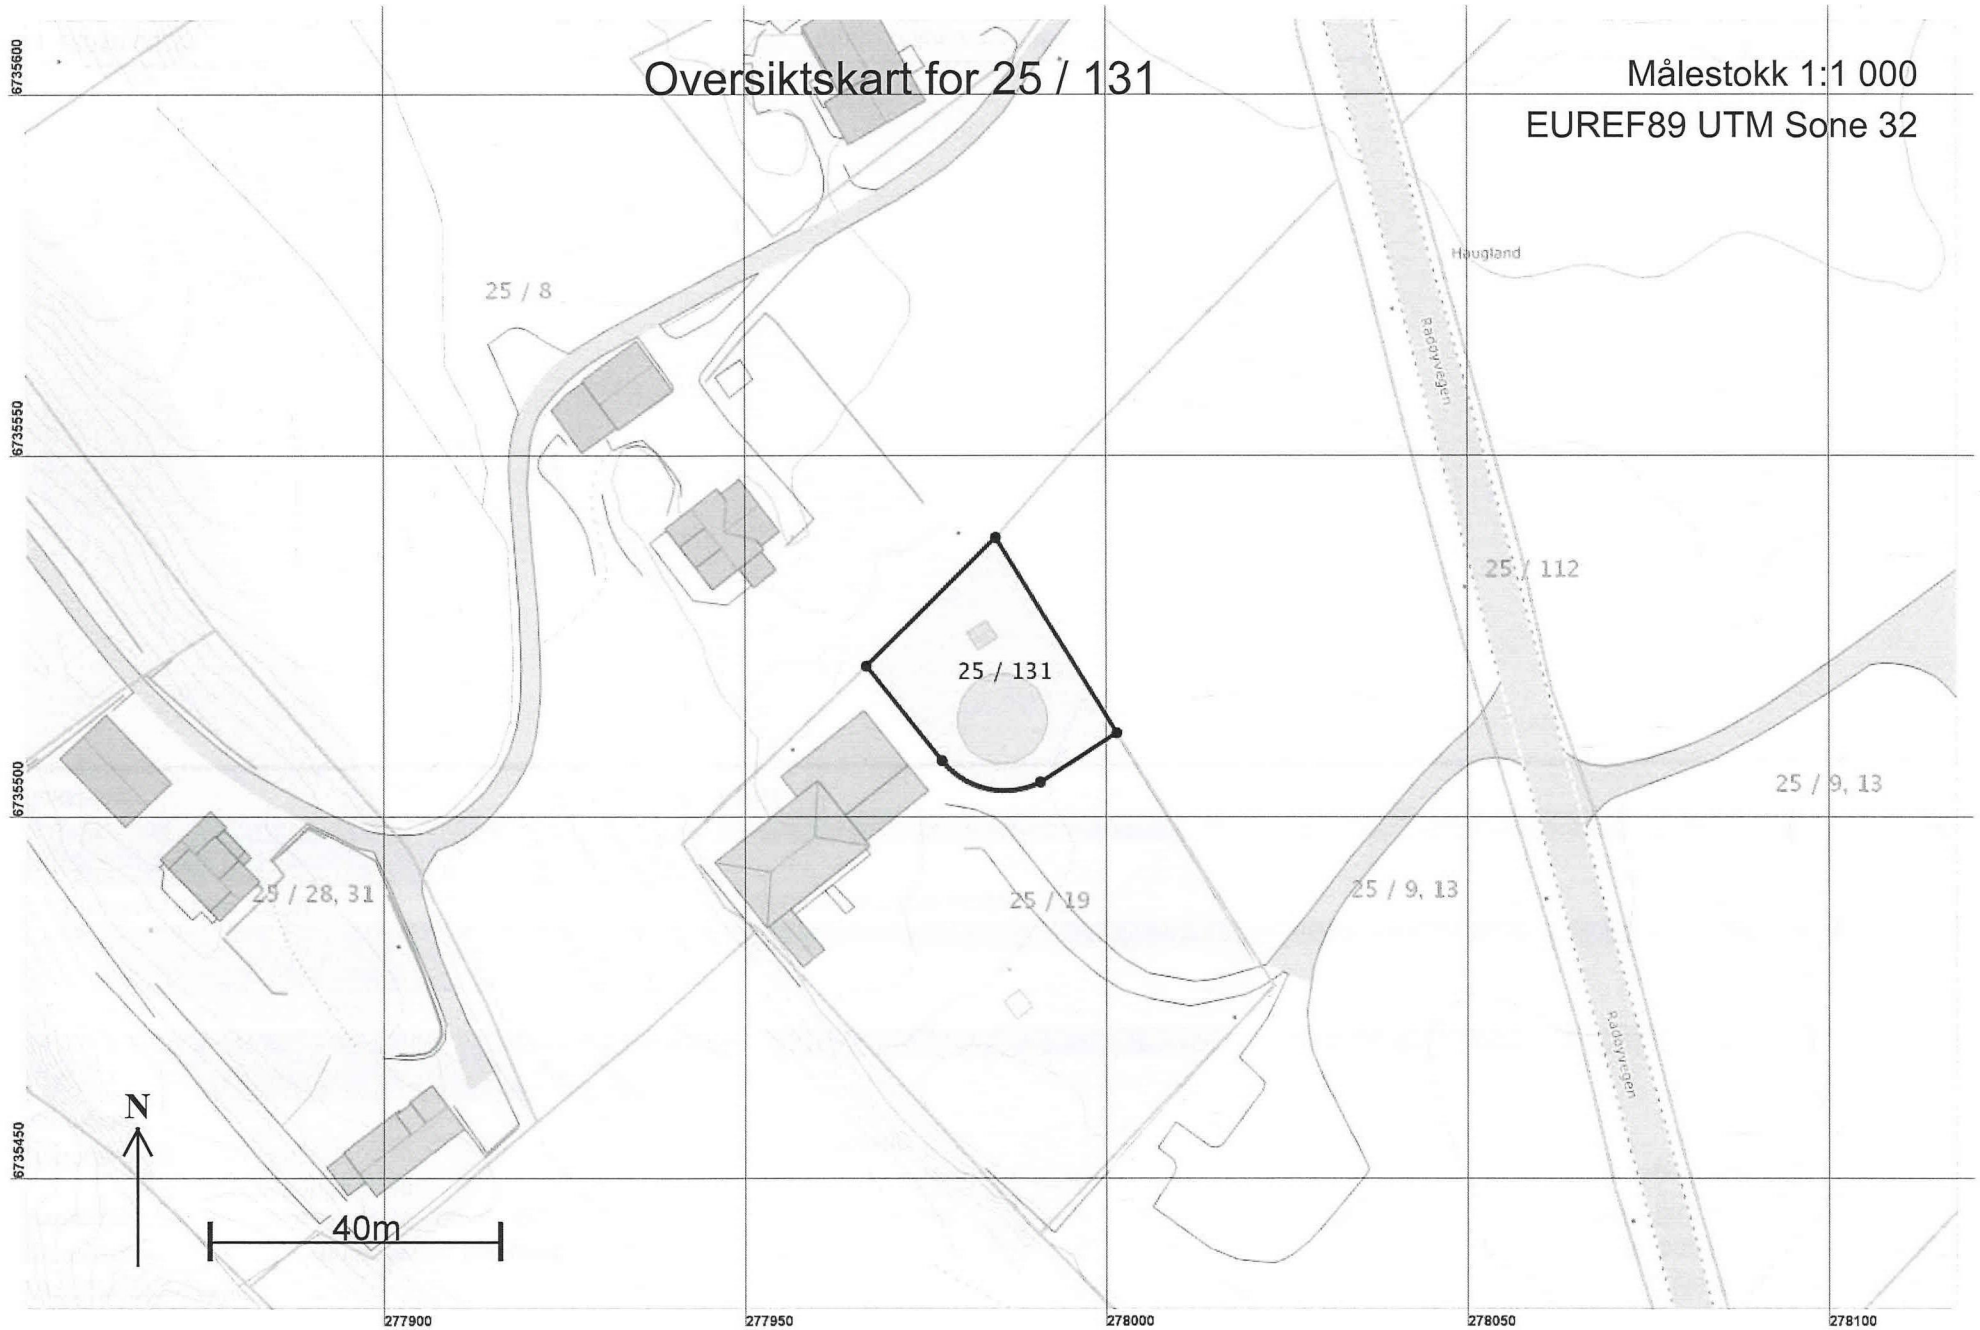 Oversiktskart for 25 / 131
Målestokk 1:1 000
EUREF89 UTM Sone 32
6735600
Haugland
25 / 8
Radøyvegen
6735550
25 / 112
25 / 131
6735500
25 / 9, 13
25 / 28, 31
25 / 19
25 / 9, 13
Radøyvegen
N
6735450
40m
277900
277950
278000
278050
278100